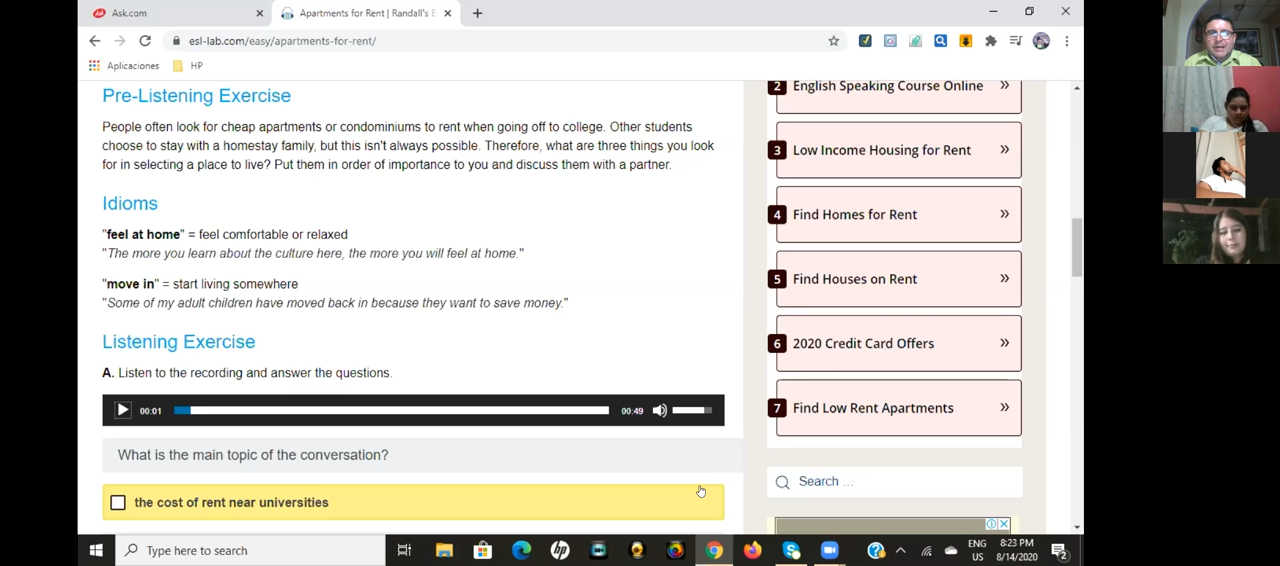 Ask.com
Apartments for Rent | Randall's E
esl-lab.com/easy/apartments-for-rent/
Aplicaciones
HP
Pre-Listening Exercise
People often look for cheap apartments or condominiums to rent when going off to college. Other students
choose to stay with a homestay family, but this isn't always possible. Therefore, what are three things you look
for in selecting a place to live? Put them in order of importance to you and discuss them with a partner.
Idioms
"feel at home" = feel comfortable or relaxed
"The more you learn about the culture here, the more you will feel at home."
"move in" = start living somewhere
"Some of my adult children have moved back in because they want to save money."
Listening Exercise
A. Listen to the recording and answer the questions.
00:01
00:49
What is the main topic of the conversation?
the cost of rent near universities
2 English Speaking Course Online
3 Low Income Housing for Rent
4 Find Homes for Rent
5 Find Houses on Rent
6 2020 Credit Card Offers
7 Find Low Rent Apartments
Search ...
Type here to search
hp
ENG
US
8:23 PM
8/14/2020
2